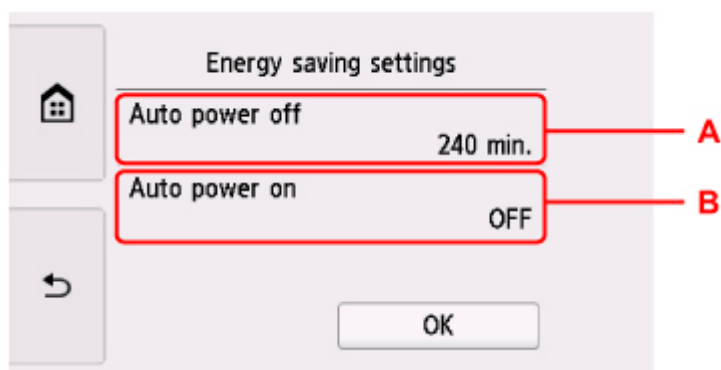 Energy saving settings
Auto power off
240 min.
A
Auto power on
OFF
B
OK